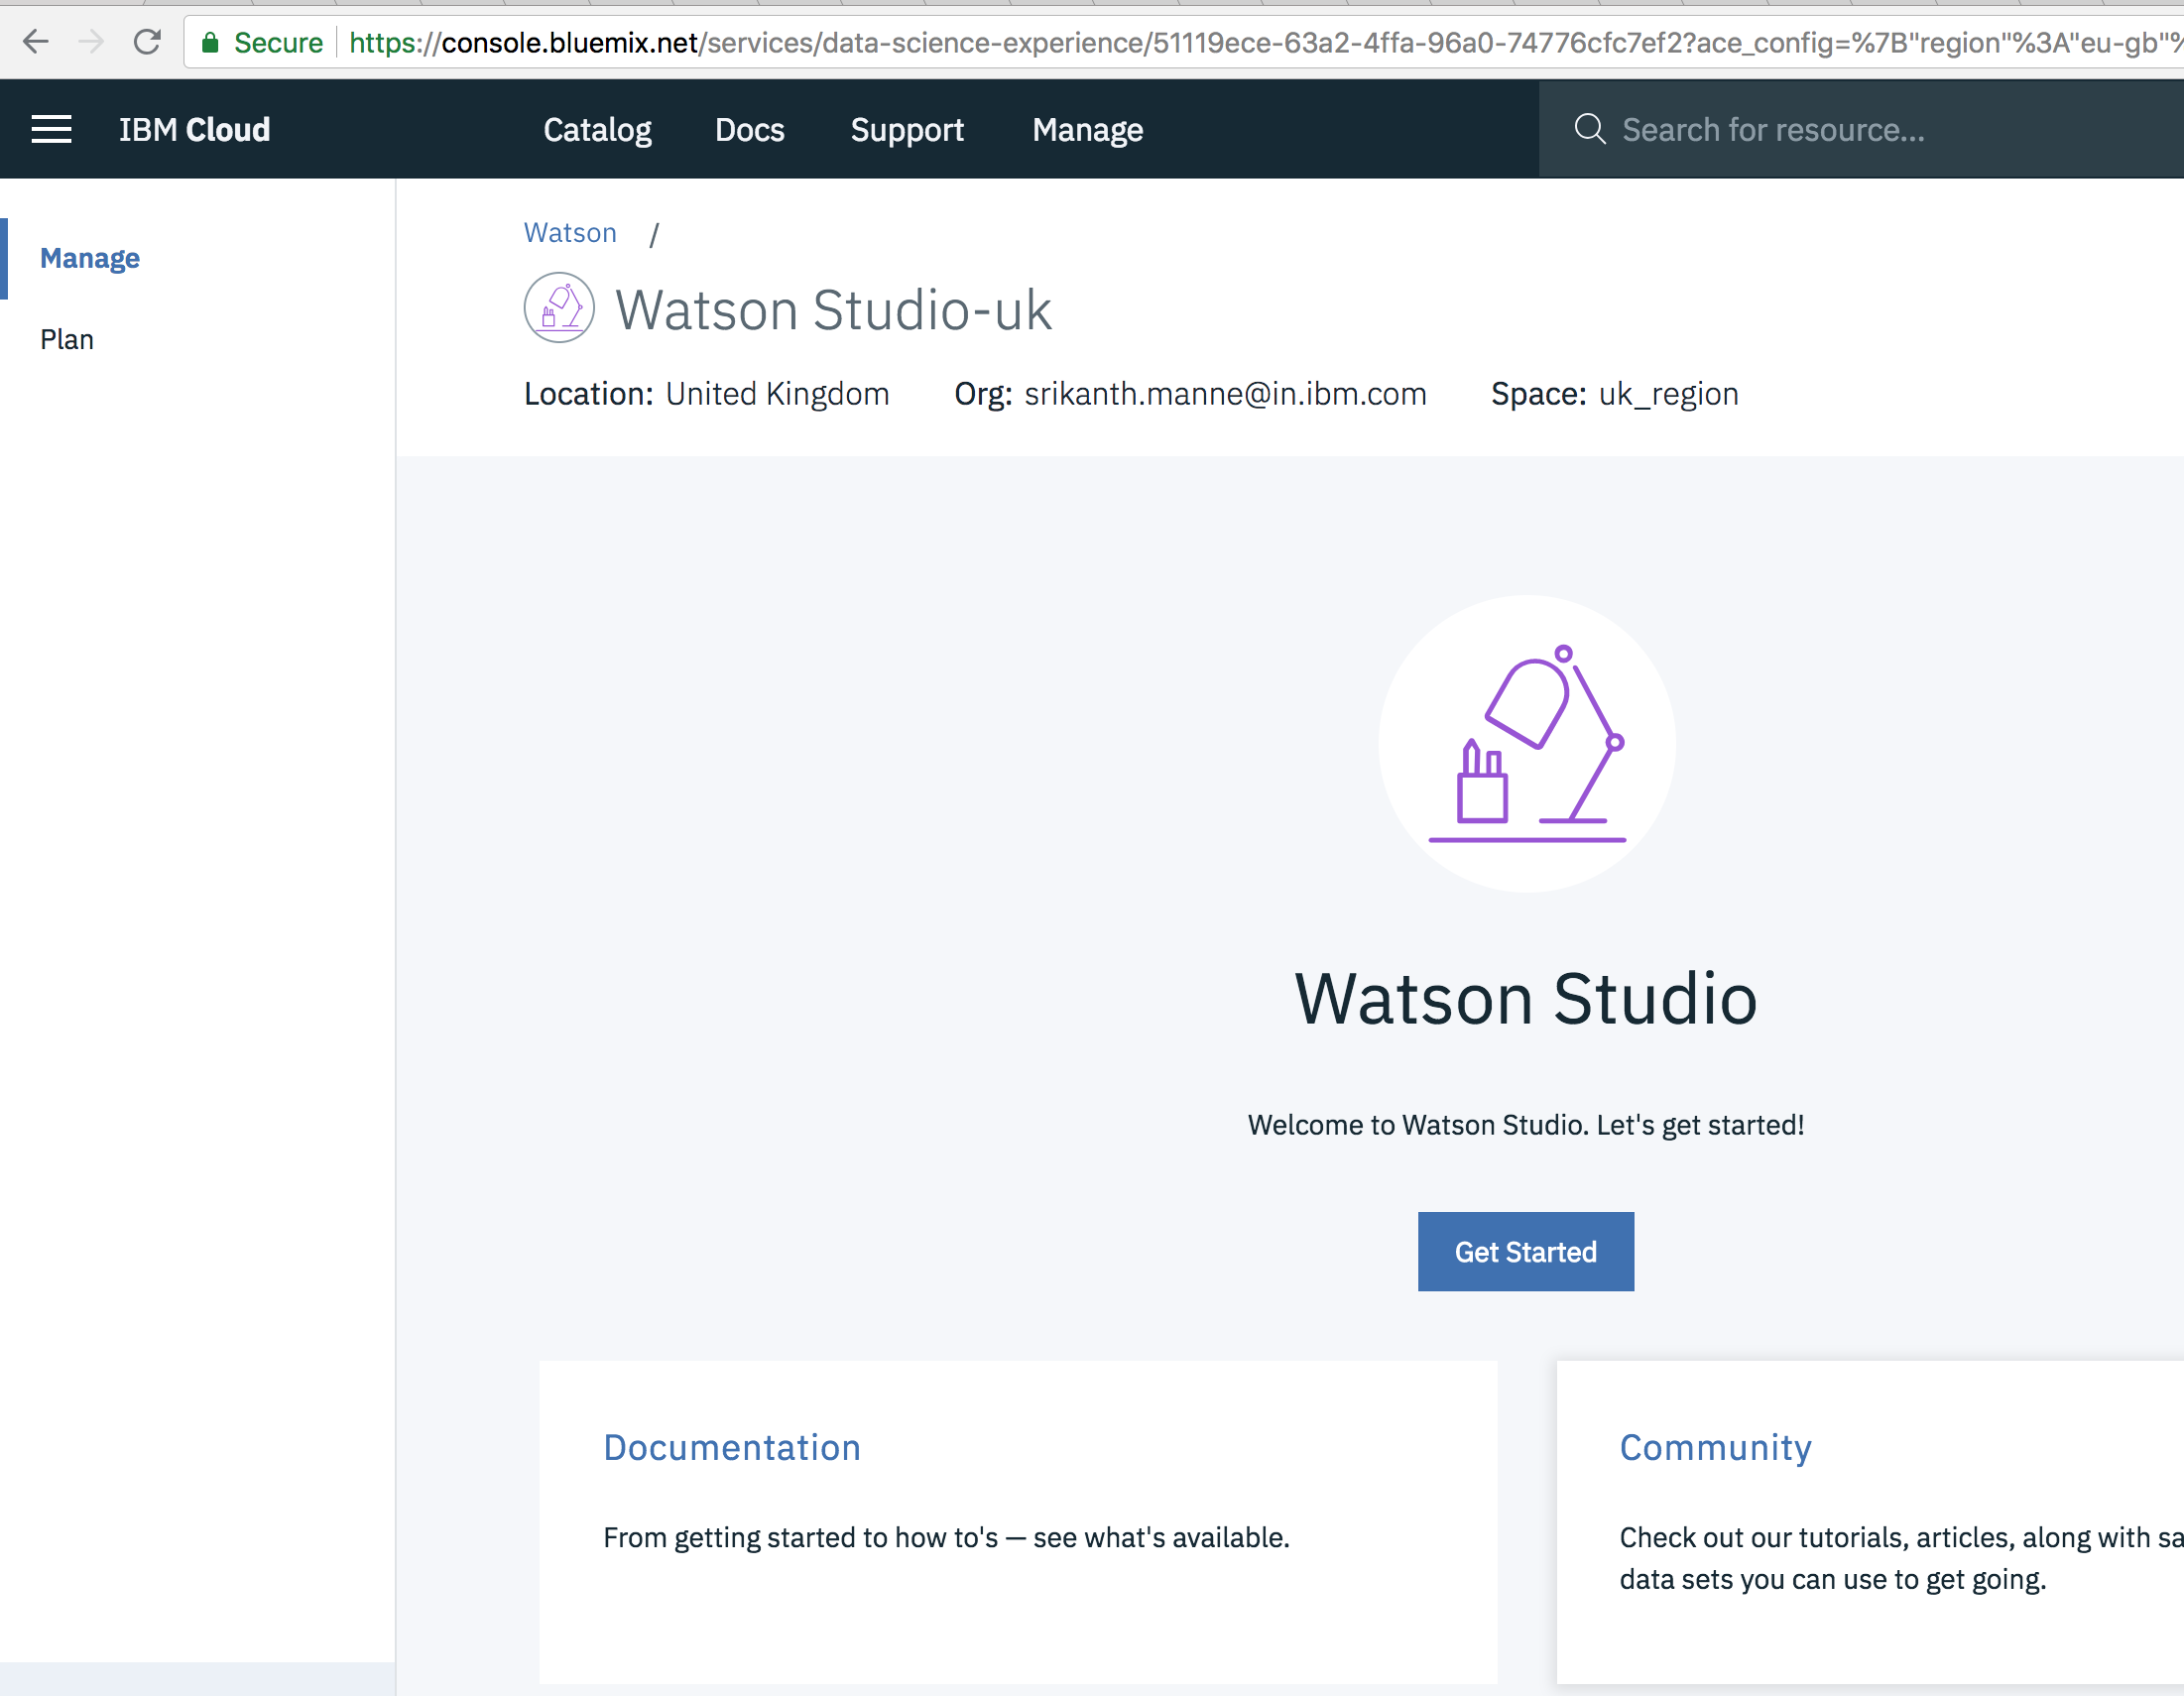 Secure https://console.bluemix.net/services/data-science-experience/51119ece-63a2-4ffa-96a0-74776cfc7ef2?ace_config=%7B"region"%3A"eu-gb"%
IBM Cloud Catalog Docs Support Manage Search for resource...
Manage
Plan
Watson /
Watson Studio-uk
Location: United Kingdom Org: srikanth.manne@in.ibm.com Space: uk_region
Watson Studio
Welcome to Watson Studio. Let's get started!
Get Started
Documentation
From getting started to how to's — see what's available.
Community
Check out our tutorials, articles, along with sa
data sets you can use to get going.